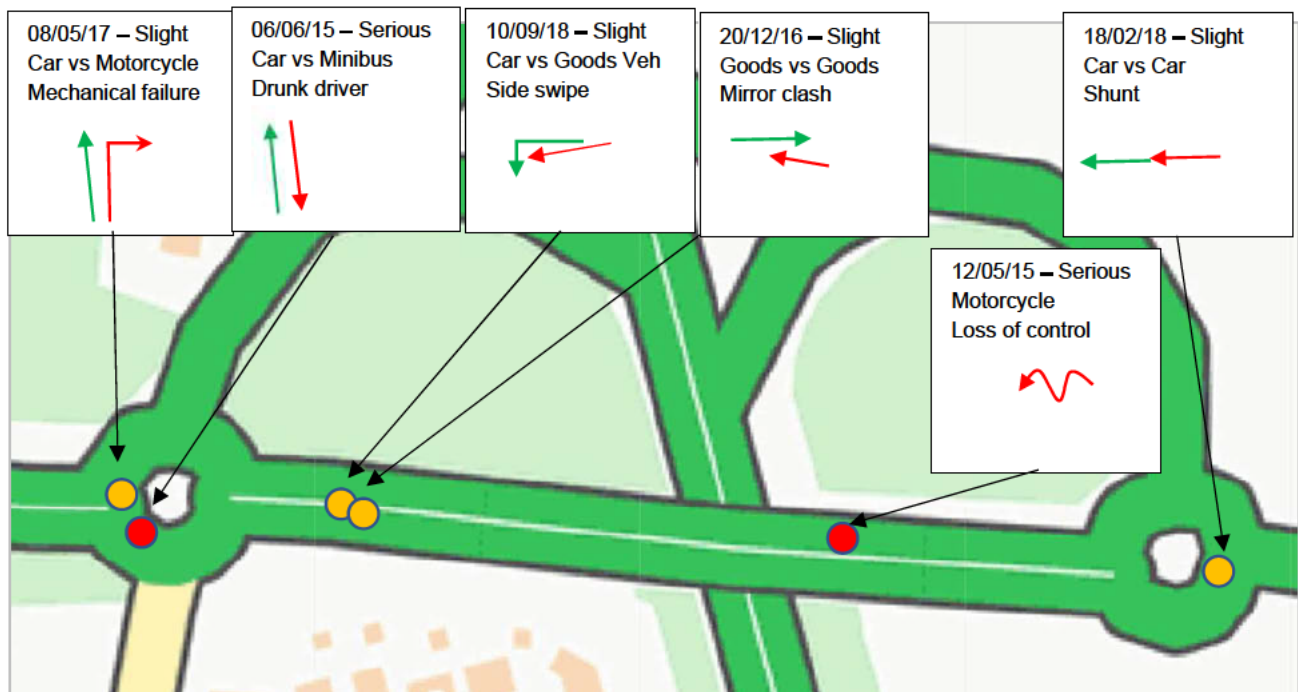 08/05/17 – Slight
Car vs Motorcycle
Mechanical failure
06/06/15 – Serious
Car vs Minibus
Drunk driver
10/09/18 – Slight
Car vs Goods Veh
Side swipe
20/12/16 – Slight
Goods vs Goods
Mirror clash
18/02/18 – Slight
Car vs Car
Shunt
12/05/15 – Serious
Motorcycle
Loss of control